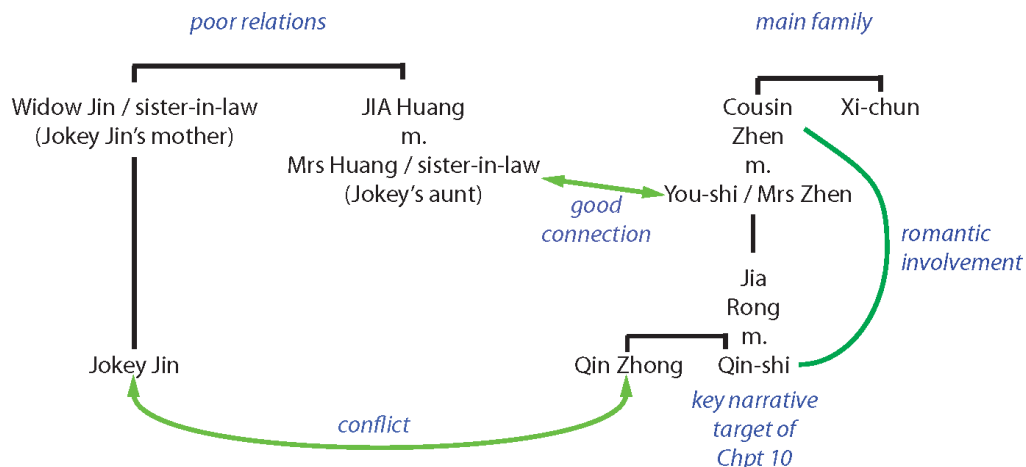 poor relations
main family
Widow Jin / sister-in-law
(Jokey Jin's mother)
JIA Huang
m.
Mrs Huang / sister-in-law
(Jokey's aunt)
Cousin
Zhen
m.
You-shi / Mrs Zhen
Xi-chun
good
connection
romantic
involvement
Jia
Rong
m.
Qin-shi
Qin Zhong
Jokey Jin
conflict
key narrative
target of
Chpt 10